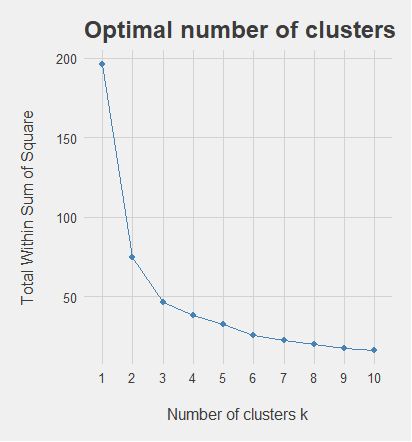 Optimal number of clusters
200
150
100
50
Total Within Sum of Square
1 2 3 4 5 6 7 8 9 10
Number of clusters k